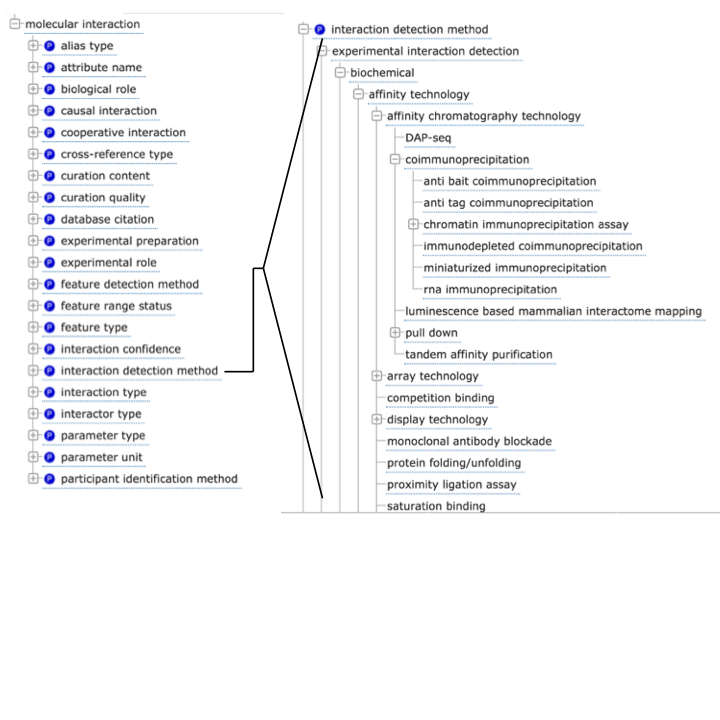 molecular interaction
alias type
attribute name
biological role
causal interaction
cooperative interaction
cross-reference type
curation content
curation quality
database citation
experimental preparation
experimental role
feature detection method
feature range status
feature type
interaction confidence
interaction detection method
interaction type
interactor type
parameter type
parameter unit
participant identification method
interaction detection method
experimental interaction detection
biochemical
affinity technology
affinity chromatography technology
DAP-seq
coimmunoprecipitation
anti bait coimmunoprecipitation
anti tag coimmunoprecipitation
chromatin immunoprecipitation assay
immunodepleted coimmunoprecipitation
miniaturized immunoprecipitation
rna immunoprecipitation
luminescence based mammalian interactome mapping
pull down
tandem affinity purification
array technology
competition binding
display technology
monoclonal antibody blockade
protein folding/unfolding
proximity ligation assay
saturation binding